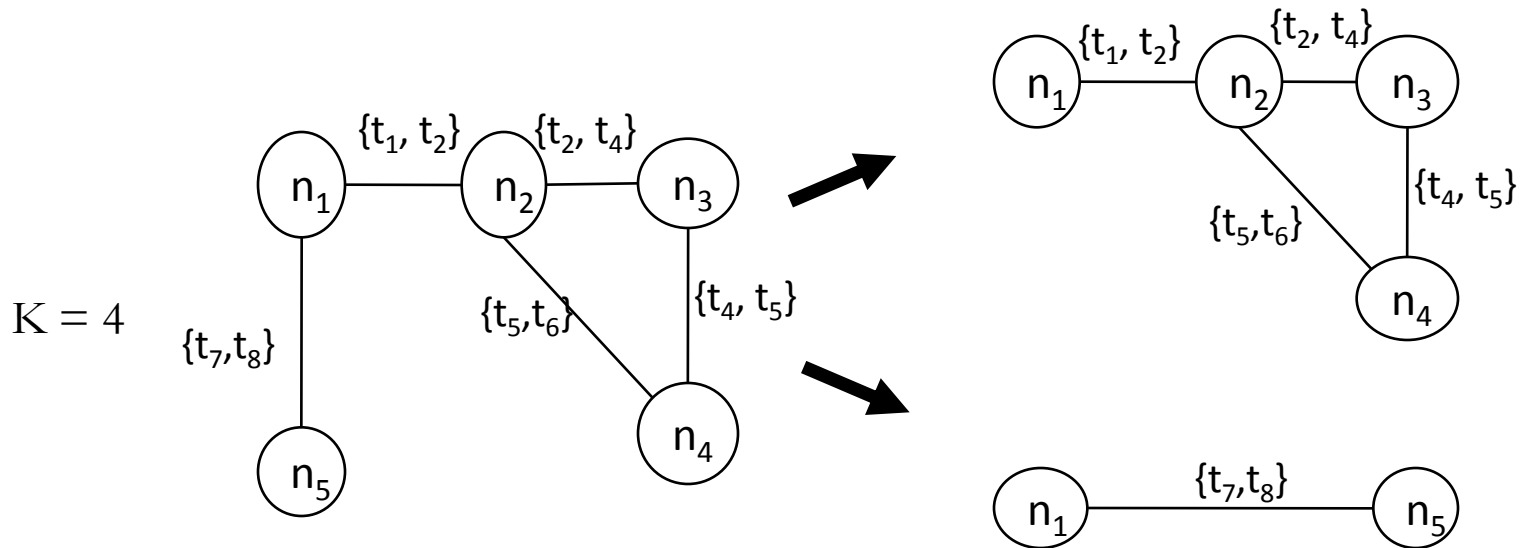 K = 4
{t₁, t₂}
{t₂, t₄}
n₁
n₂
n₃
{t₅,t₆}
{t₄, t₅}
{t₇,t₈}
n₄
n₅
{t₁, t₂}
{t₂, t₄}
n₁
n₂
n₃
{t₅,t₆}
{t₄, t₅}
n₄
{t₇,t₈}
n₁
n₅